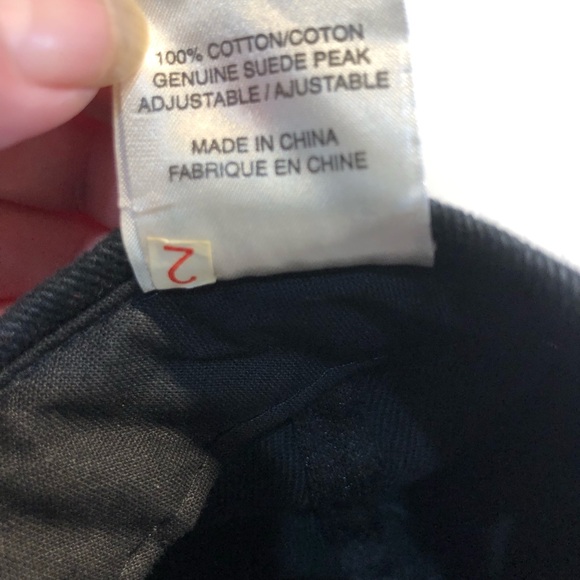 100% COTTON/COTON
GENUINE SUEDE PEAK
ADJUSTABLE / AJUSTABLE
MADE IN CHINA
FABRIQUE EN CHINE
2